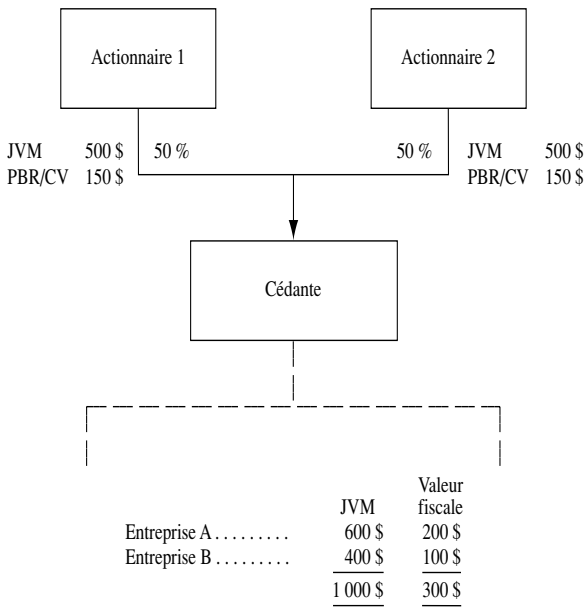 Actionnaire 1
Actionnaire 2
JVM 500 $ 50 %
PBR/CV 150 $
50 % JVM 500 $
PBR/CV 150 $
Cédante
Valeur
JVM fiscale
Entreprise A . . . . . . . . . 600 $ 200 $
Entreprise B . . . . . . . . . 400 $ 100 $
1 000 $ 300 $